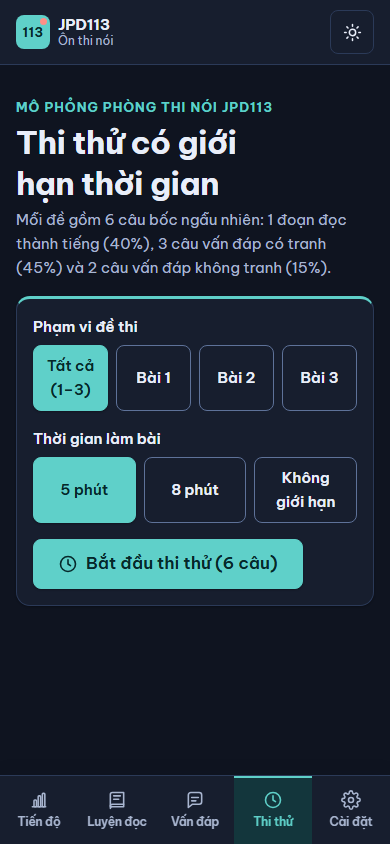 113
JPD113
Ôn thi nói
MÔ PHỎNG PHÒNG THI NÓI JPD113
Thi thử có giới
hạn thời gian
Mỗi đề gồm 6 câu bốc ngẫu nhiên: 1 đoạn đọc
thành tiếng (40%), 3 câu vấn đáp có tranh
(45%) và 2 câu vấn đáp không tranh (15%).
Phạm vi đề thi
Tất cả
(1–3)
Bài 1
Bài 2
Bài 3
Thời gian làm bài
5 phút
8 phút
Không
giới hạn
Bắt đầu thi thử (6 câu)
Tiến độ
Luyện đọc
Vấn đáp
Thi thử
Cài đặt